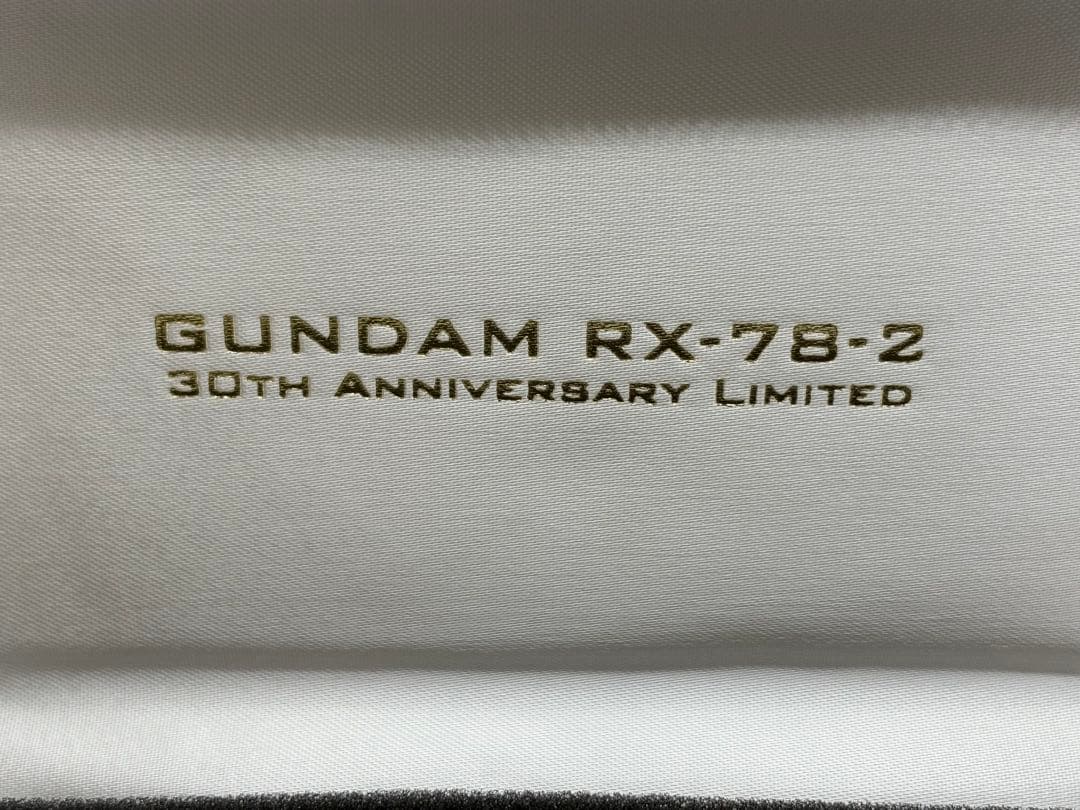 GUNDAM RX-78-2
30TH ANNIVERSARY LIMITED